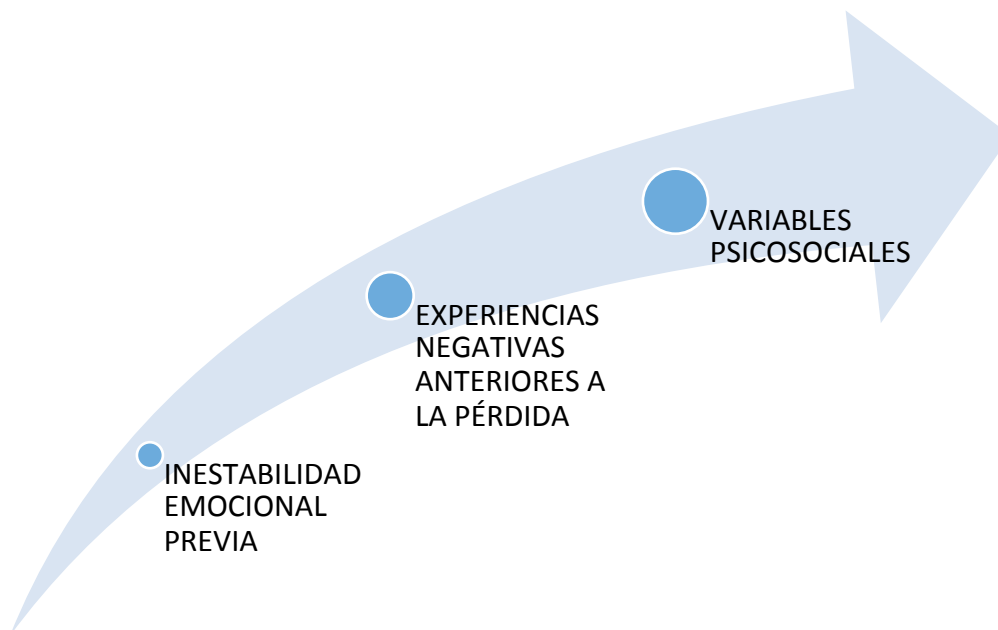 VARIABLES
PSICOSOCIALES
EXPERIENCIAS
NEGATIVAS
ANTERIORES A
LA PÉRDIDA
INESTABILIDAD
EMOCIONAL
PREVIA